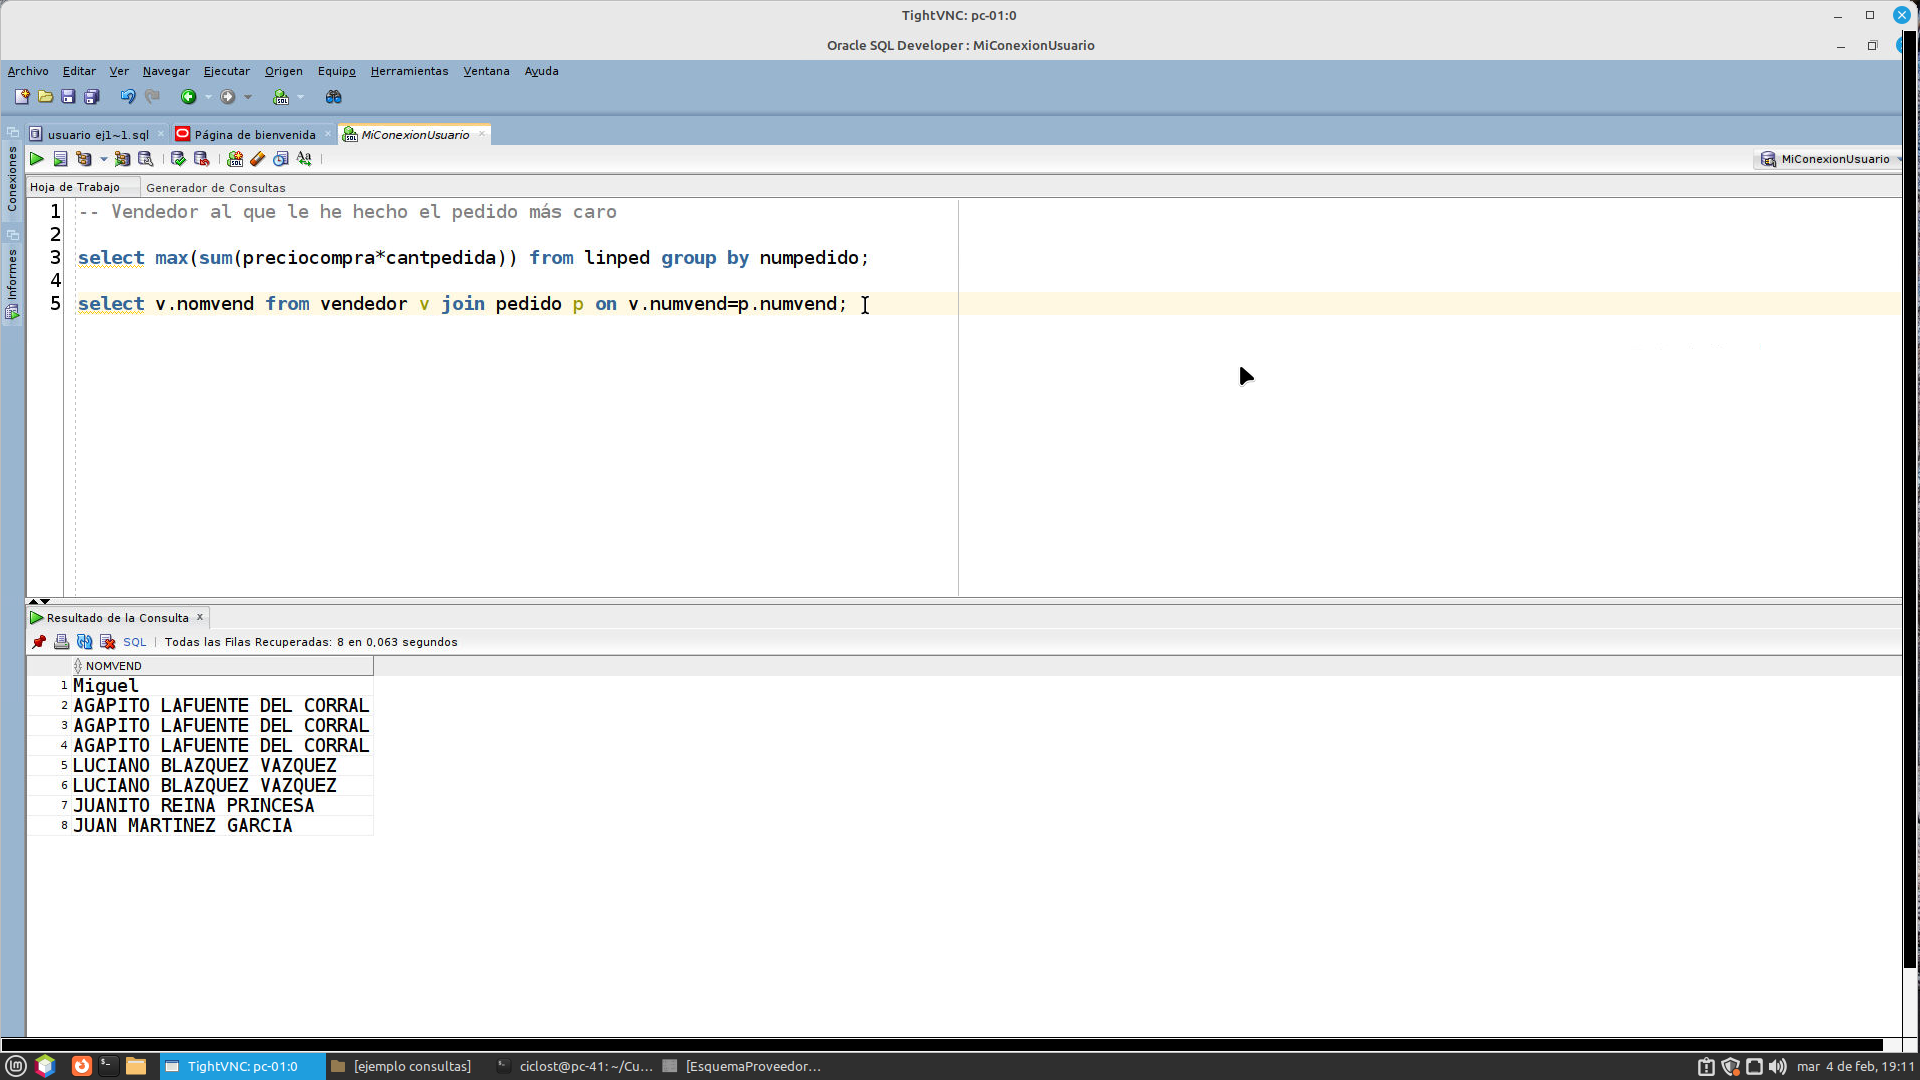 TightVNC: pc-01:0
Oracle SQL Developer : MiConexionUsuario
Archivo Editar Ver Navegar Ejecutar Origen Equipo Herramientas Ventana Ayuda
usuario ej1~1.sql Página de bienvenida MiConexionUsuario
MiConexionUsuario
Conexiones
Informes
Hoja de Trabajo Generador de Consultas
1 -- Vendedor al que le he hecho el pedido más caro
2
3 select max(sum(preciocompra*cantpedida)) from linped group by numpedido;
4
5 select v.nomvend from vendedor v join pedido p on v.numvend=p.numvend;
Resultado de la Consulta x
SQL | Todas las Filas Recuperadas: 8 en 0,063 segundos
NOMVEND
1 Miguel
2 AGAPITO LAFUENTE DEL CORRAL
3 AGAPITO LAFUENTE DEL CORRAL
4 AGAPITO LAFUENTE DEL CORRAL
5 LUCIANO BLAZQUEZ VAZQUEZ
6 LUCIANO BLAZQUEZ VAZQUEZ
7 JUANITO REINA PRINCESA
8 JUAN MARTINEZ GARCIA
TightVNC: pc-01:0 [ejemplo consultas] ciclost@pc-41: ~/Cu... [EsquemaProveedor... mar 4 de feb, 19:11